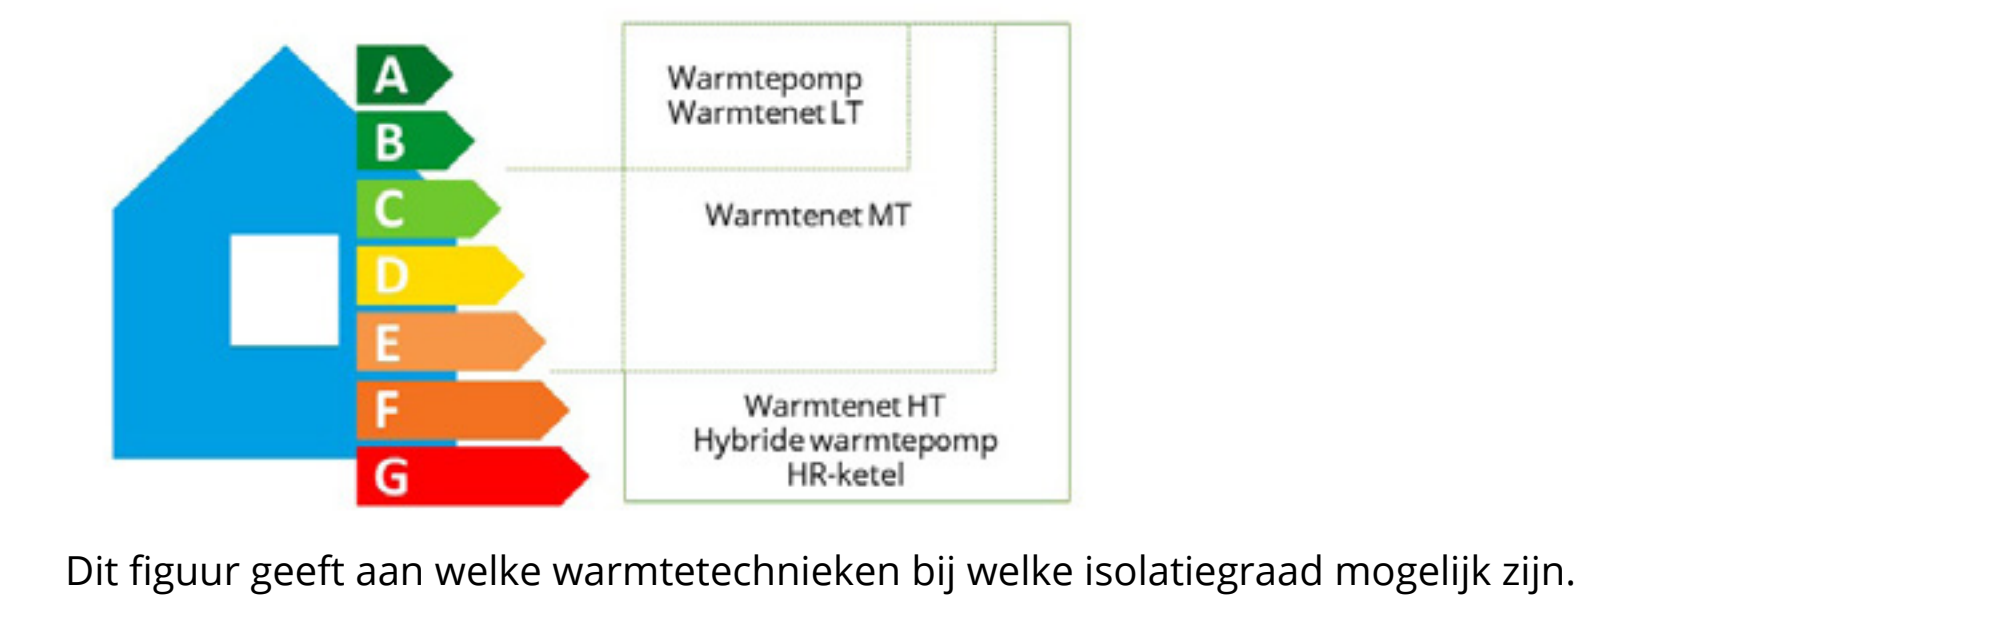 A
B
C
D
E
F
G
Warmtepomp
Warmtenet LT
Warmtenet MT
Warmtenet HT
Hybride warmtepomp
HR-ketel
Dit figuur geeft aan welke warmtetechnieken bij welke isolatiegraad mogelijk zijn.